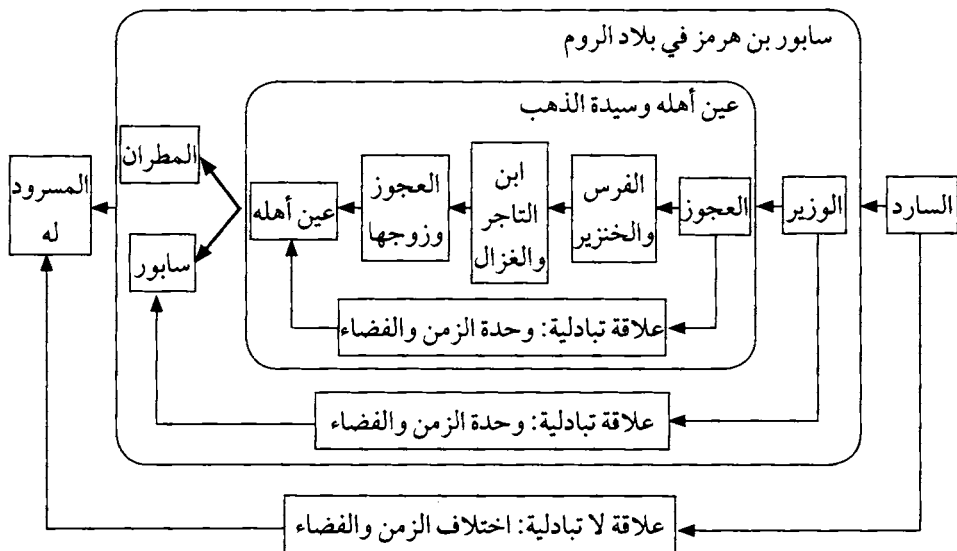 سابور بن هرمز في بلاد الروم
عين أهله وسيدة الذهب
السارد
الوزير
العجوز
الفرس
والخنزير
ابن
التاجر
والغزال
العجوز
وزوجها
عين أهله
المطران
سابور
المسرود
له
علاقة تبادلية: وحدة الزمن والفضاء
علاقة تبادلية: وحدة الزمن والفضاء
علاقة لا تبادلية: اختلاف الزمن والفضاء